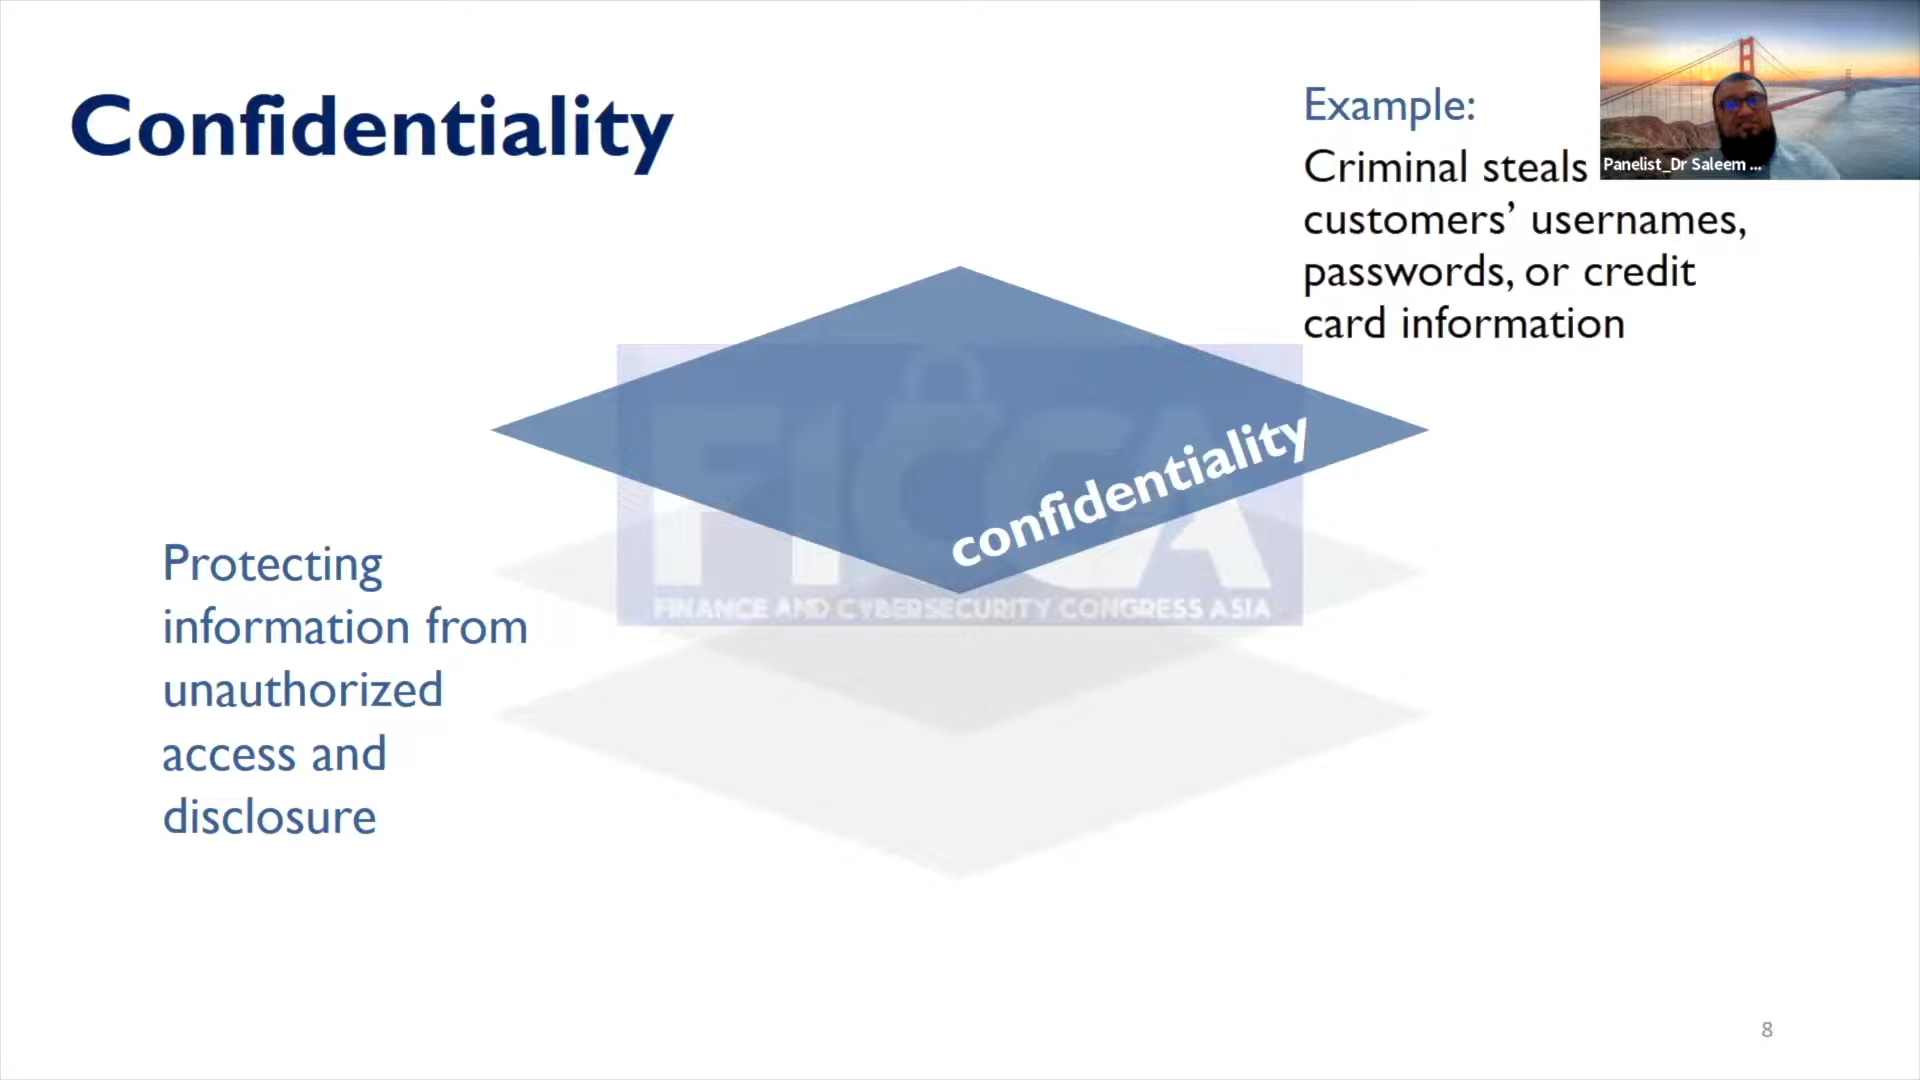 Confidentiality
Example:
Criminal steals
customers’ usernames,
passwords, or credit
card information
Panelist_Dr Saleem ...
confidentiality
FICCA
FINANCE AND CYBERSECURITY CONGRESS ASIA
Protecting
information from
unauthorized
access and
disclosure
8